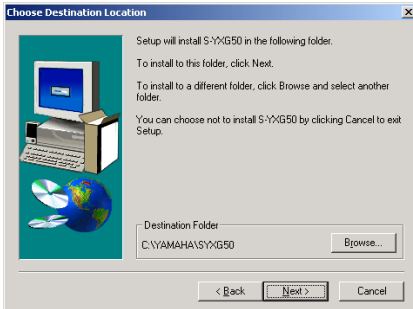 Choose Destination Location
Setup will install S-YXG50 in the following folder.
To install to this folder, click Next.
To install to a different folder, click Browse and select another
folder.
You can choose not to install S-YXG50 by clicking Cancel to exit
Setup.
Destination Folder
C:\YAMAHA\SYXG50
Browse...
< Back
Next >
Cancel